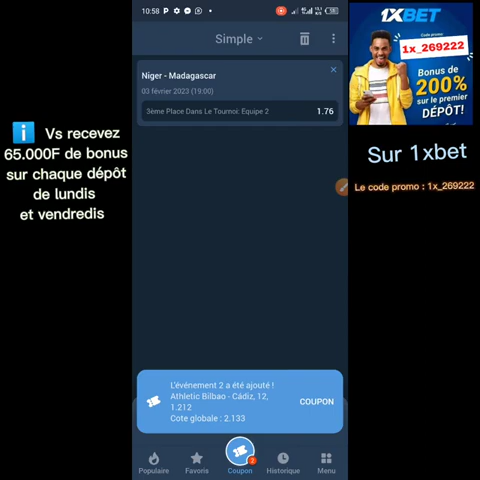 10:58 P
Simple
Niger - Madagascar
03 février 2023 (19:00)
3ème Place Dans Le Tournoi: Equipe 2 1.76
L'événement 2 a été ajouté !
Athletic Bilbao - Cádiz, 12,
1.212
Cote globale : 2.133
COUPON
Populaire
Favoris
Coupon
2
Historique
Menu
Vs recevez
65.000F de bonus
sur chaque dépôt
de lundis
et vendredis
1XBET
Code promo
1x_269222
Bonus de
200%
sur le premier
DÉPÔT!
Sur 1xbet
Le code promo : 1x_269222